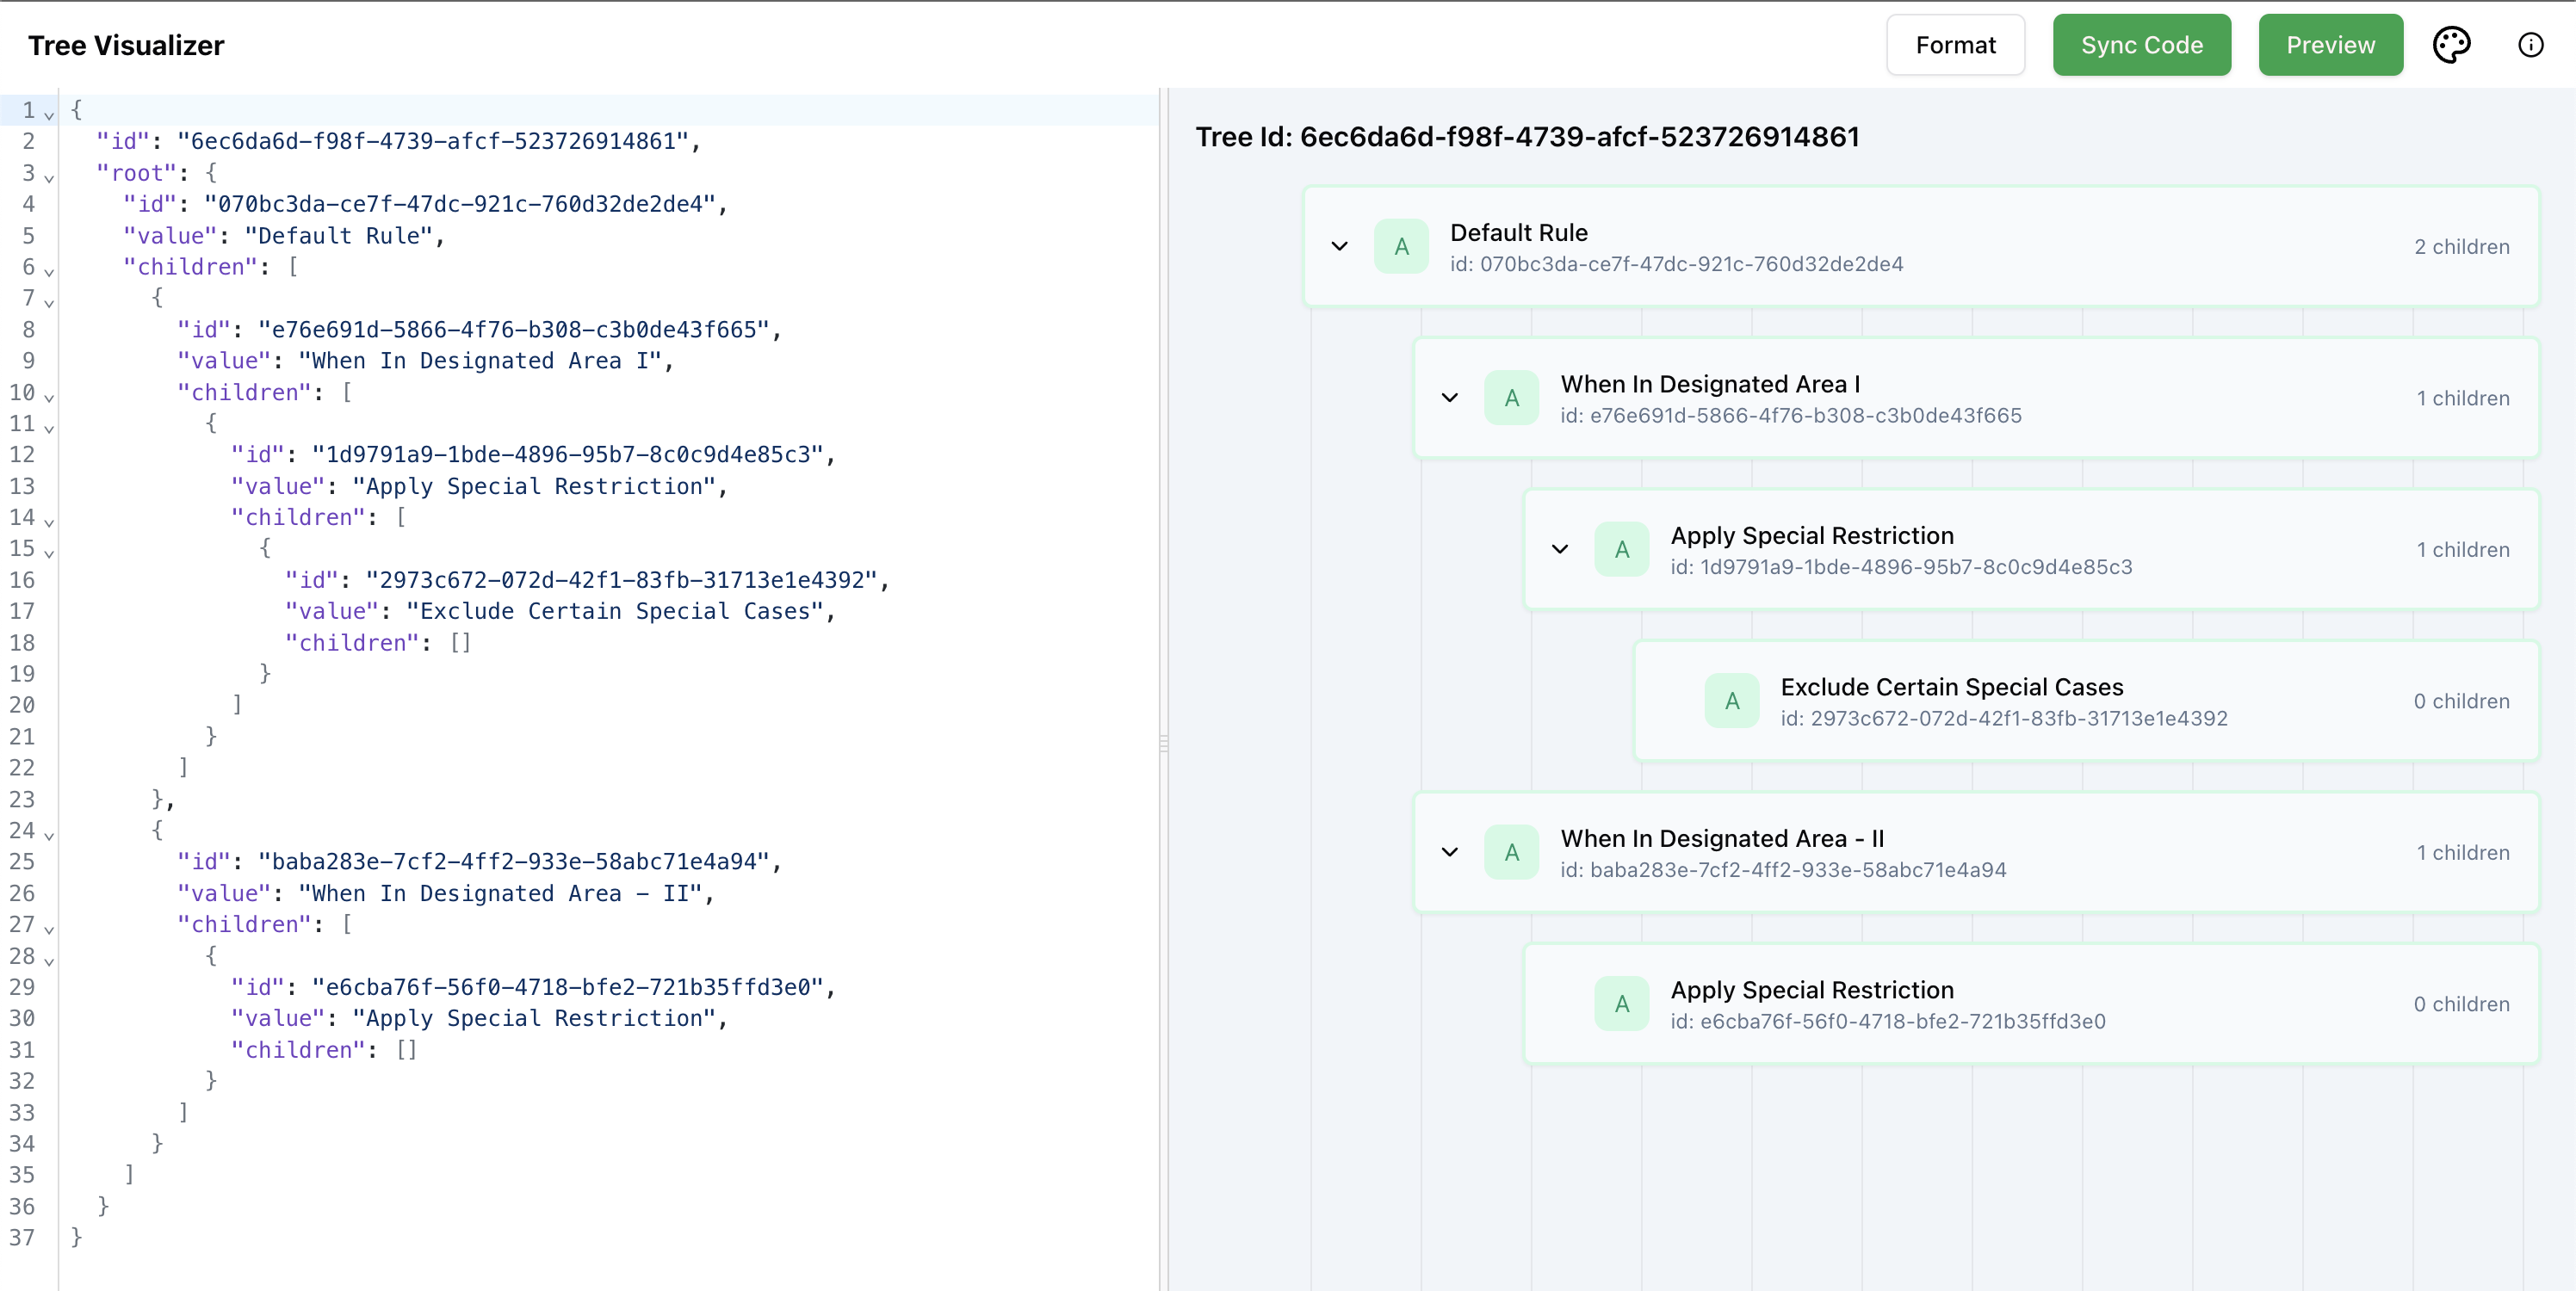 Tree Visualizer
Format
Sync Code
Preview
1 {
2 "id": "6ec6da6d-f98f-4739-afcf-523726914861",
3 "root": {
4 "id": "070bc3da-ce7f-47dc-921c-760d32de2de4",
5 "value": "Default Rule",
6 "children": [
7 {
8 "id": "e76e691d-5866-4f76-b308-c3b0de43f665",
9 "value": "When In Designated Area I",
10 "children": [
11 {
12 "id": "1d9791a9-1bde-4896-95b7-8c0c9d4e85c3",
13 "value": "Apply Special Restriction",
14 "children": [
15 {
16 "id": "2973c672-072d-42f1-83fb-31713e1e4392",
17 "value": "Exclude Certain Special Cases",
18 "children": []
19 }
20 ]
21 }
22 ]
23 },
24 {
25 "id": "baba283e-7cf2-4ff2-933e-58abc71e4a94",
26 "value": "When In Designated Area - II",
27 "children": [
28 {
29 "id": "e6cba76f-56f0-4718-bfe2-721b35ffd3e0",
30 "value": "Apply Special Restriction",
31 "children": []
32 }
33 ]
34 }
35 ]
36 }
37 }
Tree Id: 6ec6da6d-f98f-4739-afcf-523726914861
A
Default Rule
id: 070bc3da-ce7f-47dc-921c-760d32de2de4
2 children
A
When In Designated Area I
id: e76e691d-5866-4f76-b308-c3b0de43f665
1 children
A
Apply Special Restriction
id: 1d9791a9-1bde-4896-95b7-8c0c9d4e85c3
1 children
A
Exclude Certain Special Cases
id: 2973c672-072d-42f1-83fb-31713e1e4392
0 children
A
When In Designated Area - II
id: baba283e-7cf2-4ff2-933e-58abc71e4a94
1 children
A
Apply Special Restriction
id: e6cba76f-56f0-4718-bfe2-721b35ffd3e0
0 children